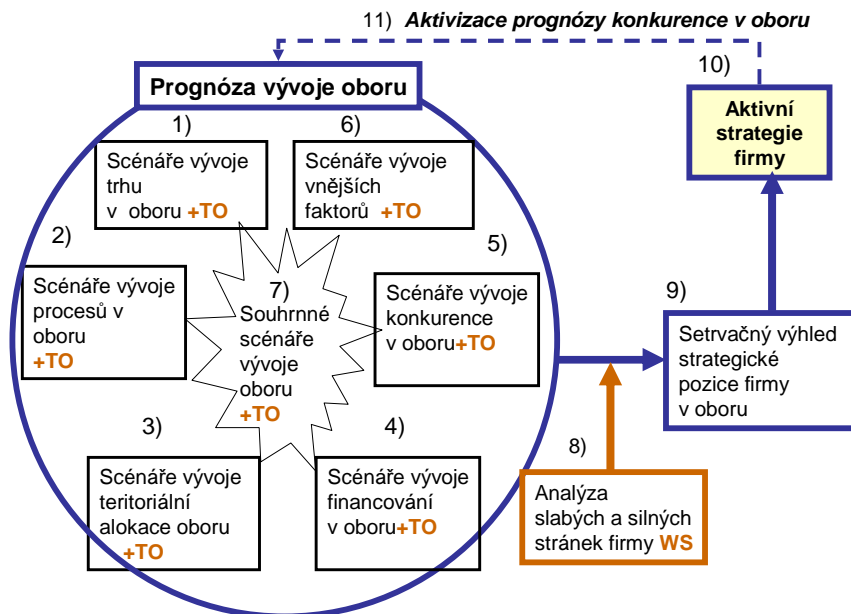 11) Aktivizace prognózy konkurence v oboru
Prognóza vývoje oboru
10)
Aktivní
strategie
firmy
1)
Scénáře vývoje
trhu
v oboru +TO
6)
Scénáře vývoje
vnějších
faktorů +TO
2)
Scénáře vývoje
procesů v
oboru
+TO
7)
Souhrnné
scénáře
vývoje
oboru
+TO
5)
Scénáře vývoje
konkurence
v oboru+TO
9)
Setrvačný výhled
strategické
pozice firmy
v oboru
3)
Scénáře vývoje
teritoriální
alokace oboru
+TO
4)
Scénáře vývoje
financování
v oboru+TO
8)
Analýza
slabých a silných
stránek firmy WS